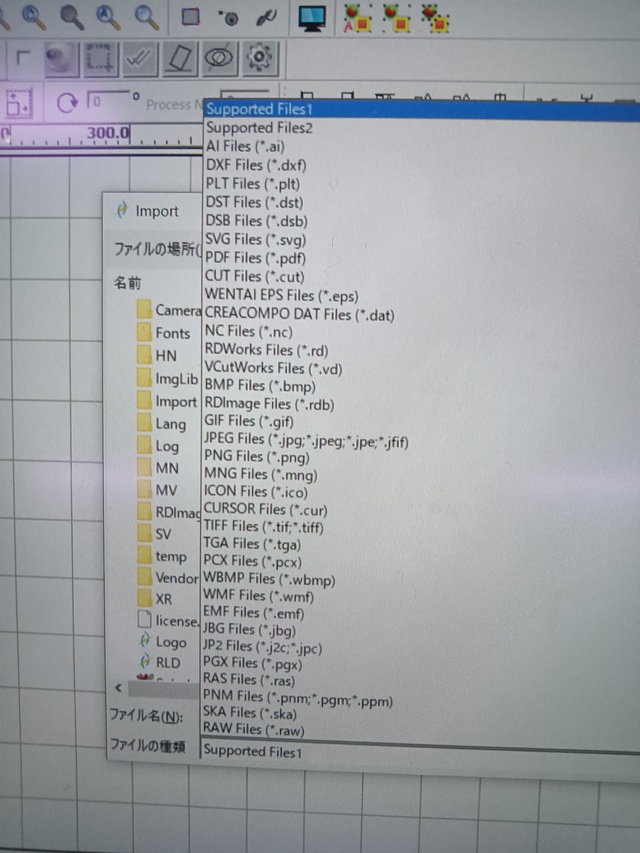 0
° Process N
300.0
Import
ファイルの場所(
名前
Camera
Fonts
HN
ImgLib
Import
Lang
Log
MN
MV
RDImag
SV
temp
Vendor
XR
license.
Logo
RLD
ファイル名(N):
ファイルの種類
Supported Files1
Supported Files2
AI Files (*.ai)
DXF Files (*.dxf)
PLT Files (*.plt)
DST Files (*.dst)
DSB Files (*.dsb)
SVG Files (*.svg)
PDF Files (*.pdf)
CUT Files (*.cut)
WENTAI EPS Files (*.eps)
CREACOMPO DAT Files (*.dat)
NC Files (*.nc)
RDWorks Files (*.rd)
VCutWorks Files (*.vd)
BMP Files (*.bmp)
RDImage Files (*.rdb)
GIF Files (*.gif)
JPEG Files (*.jpg;*.jpeg;*.jpe;*.jfif)
PNG Files (*.png)
MNG Files (*.mng)
ICON Files (*.ico)
CURSOR Files (*.cur)
TIFF Files (*.tif;*.tiff)
TGA Files (*.tga)
PCX Files (*.pcx)
WBMP Files (*.wbmp)
WMF Files (*.wmf)
EMF Files (*.emf)
JBG Files (*.jbg)
JP2 Files (*.j2c;*.jpc)
PGX Files (*.pgx)
RAS Files (*.ras)
PNM Files (*.pnm;*.pgm;*.ppm)
SKA Files (*.ska)
RAW Files (*.raw)
Supported Files1